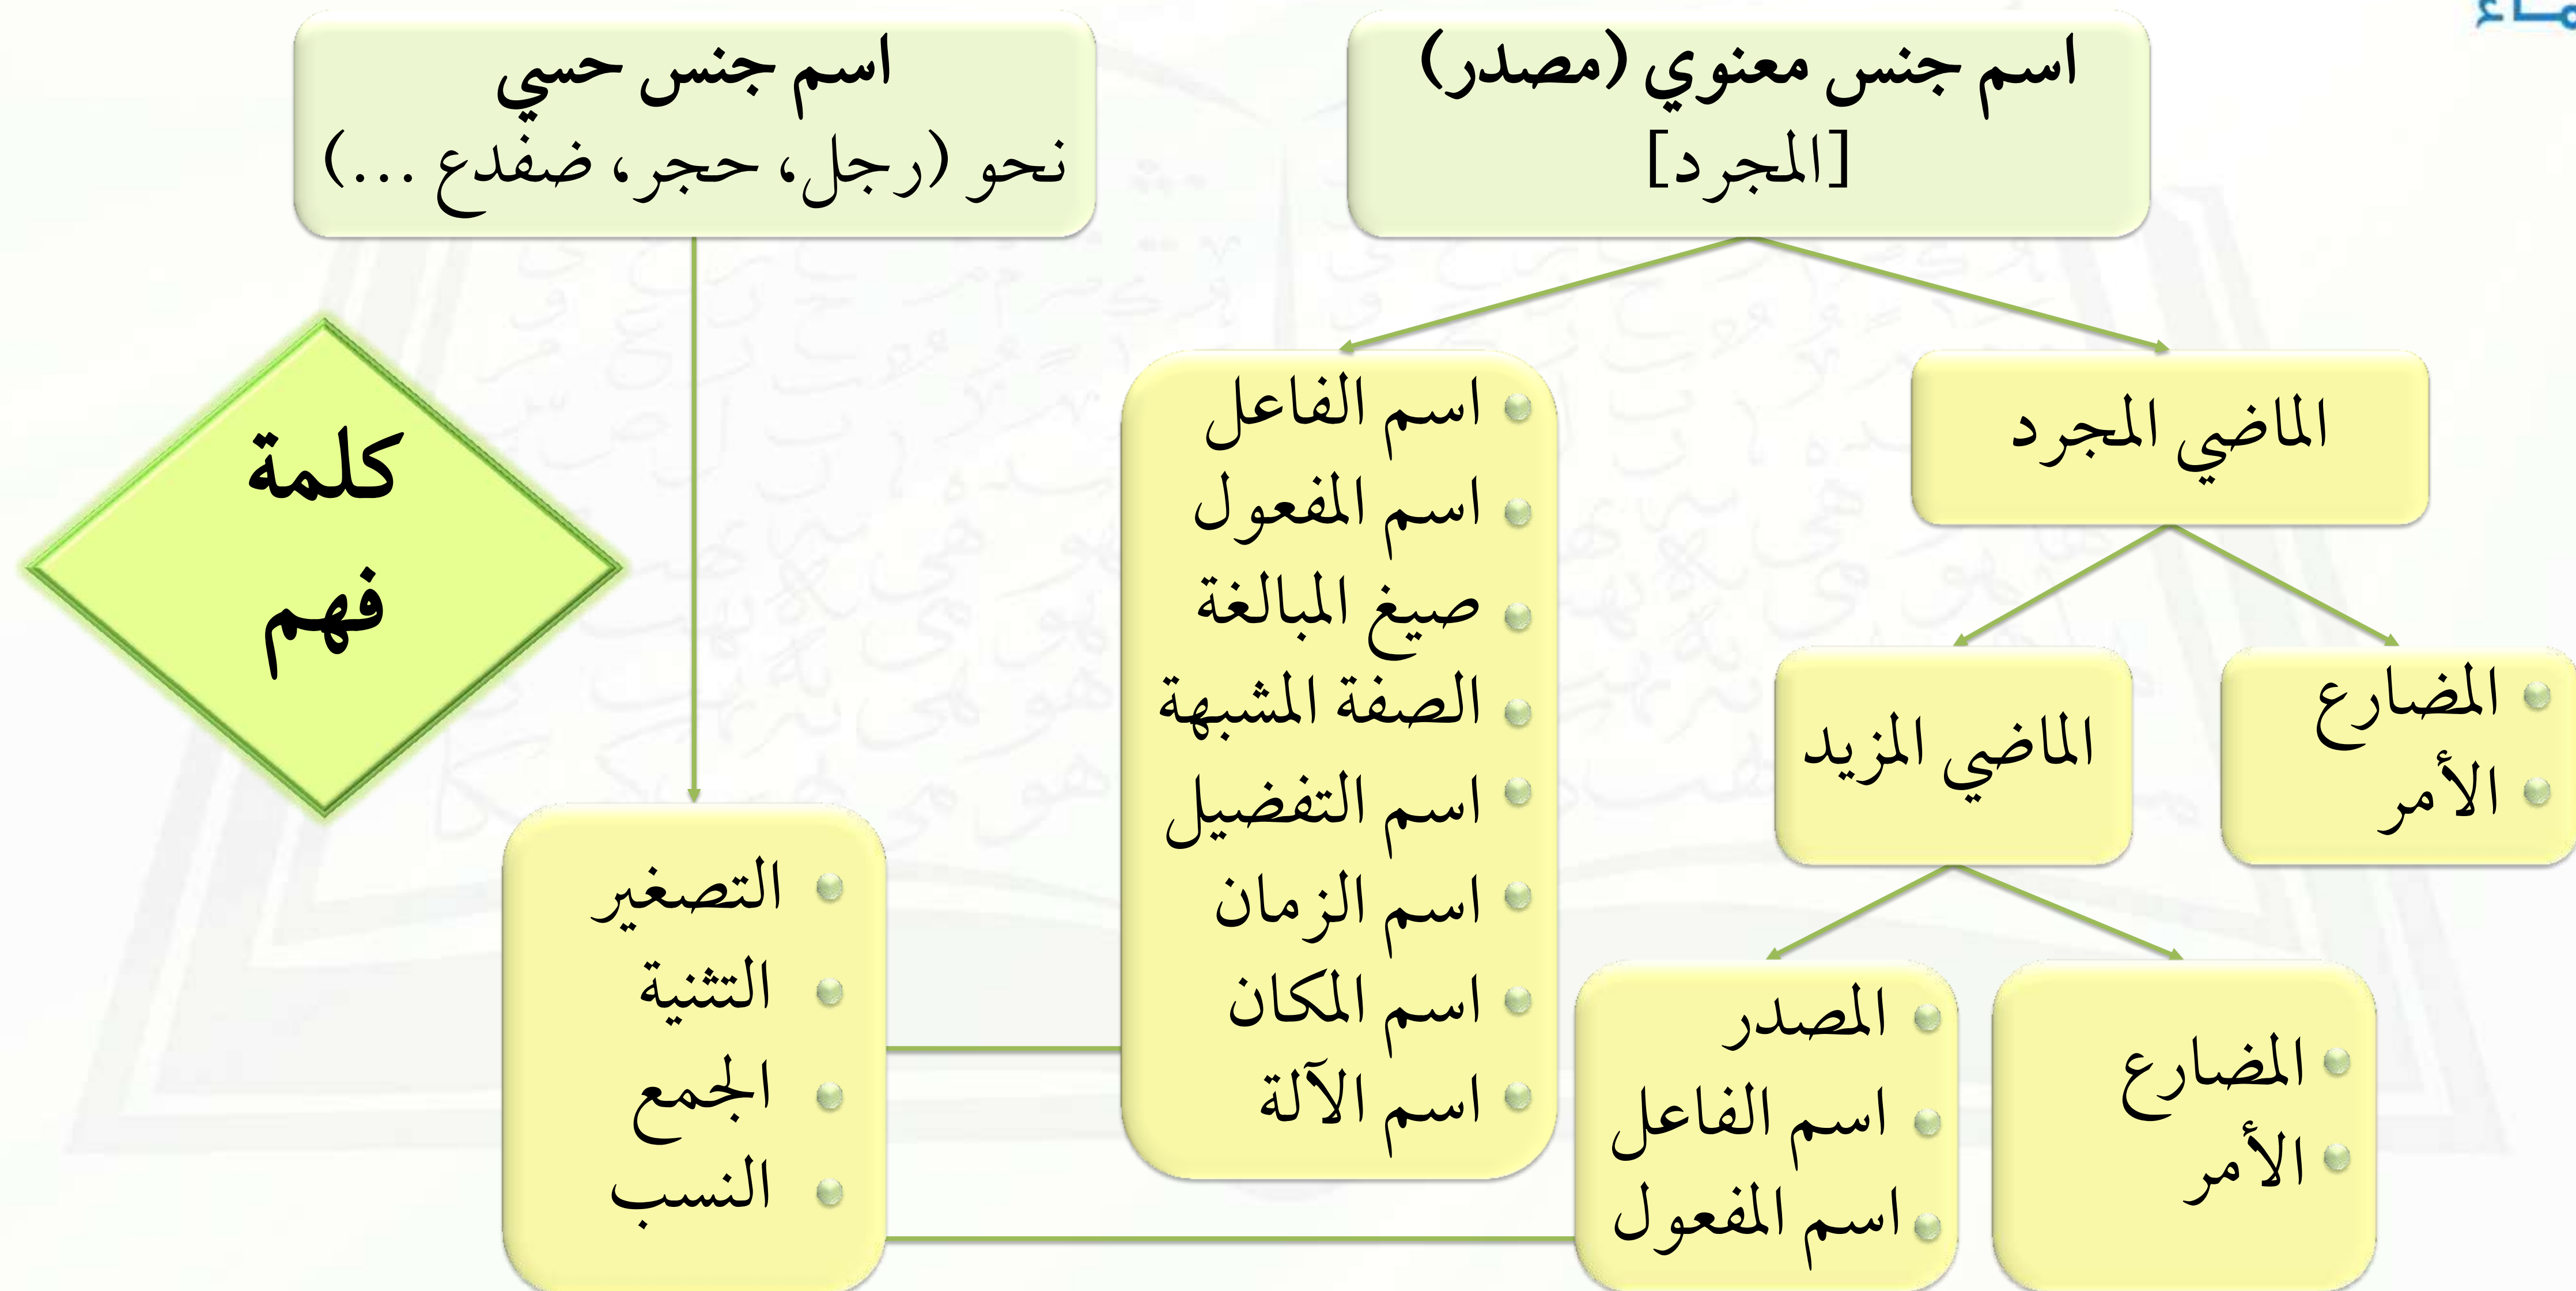 اسم جنس معنوي (مصدر)
[المجرد]
اسم جنس حسي
نحو (رجل، حجر، ضفدع ...)
الماضي المجرد
المضارع
الأمر
الماضي المزيد
المضارع
الأمر
المصدر
اسم الفاعل
اسم المفعول
اسم الفاعل
اسم المفعول
صيغ المبالغة
الصفة المشبهة
اسم التفضيل
اسم الزمان
اسم المكان
اسم الآلة
التصغير
التثنية
الجمع
النسب
كلمة
فهم